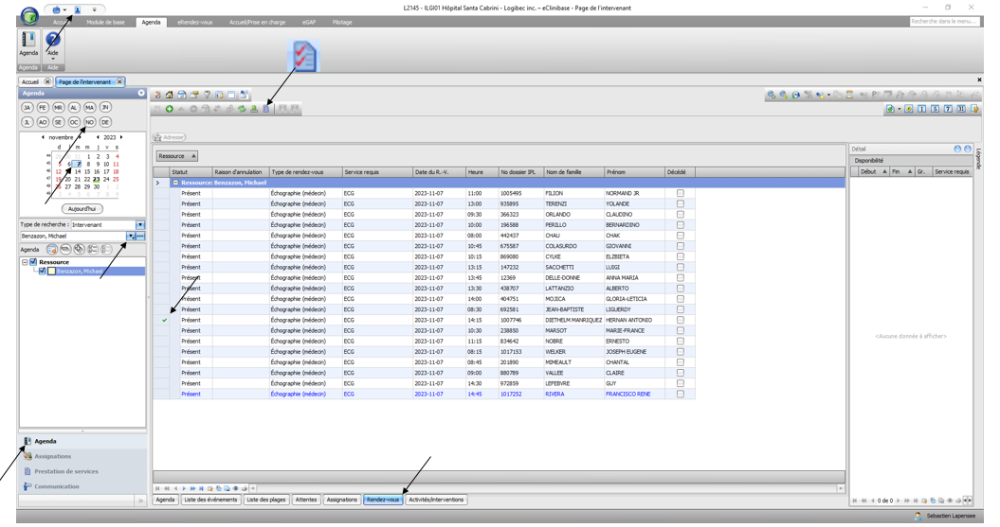 L2145 - ILGI01 Hôpital Santa Cabrini - Logibec inc. – eClinibase - Page de l'intervenant
Accueil Module de base Agenda eRendez-vous Accueil/Prise en charge eGAP Pilotage
Recherche dans le menu...
Agenda Aide
Agenda Aide
Accueil Page de l'intervenant
Agenda
JA FE MR AL MA JN
JL AO SE OC NO DE
novembre 2023
d l m m j v s
44 1 2 3 4
45 5 6 7 8 9 10 11
46 12 14 15 16 17 18
47 19 20 21 22 23 24 25
48 26 27 28 29 30
Aujourd'hui
Type de recherche : Intervenant
Benzazon, Michael
Agenda
Ressource
Benzazon, Michael
Agenda
Assignations
Prestation de services
Communication
Adresse
Ressource
Statut Raison d'annulation Type de rendez-vous Service requis Date du R.-V. Heure No dossier IPL Nom de famille Prénom Décédé
Ressource: Benzazon, Michael
Présent Échographie (médecin) ECG 2023-11-07 11:00 1005495 FILION NORMAND JR
Présent Échographie (médecin) ECG 2023-11-07 13:00 935895 TERENZI YOLANDE
Présent Échographie (médecin) ECG 2023-11-07 09:30 366323 ORLANDO CLAUDINO
Présent Échographie (médecin) ECG 2023-11-07 10:00 196588 PERILLO BERNARDINO
Présent Échographie (médecin) ECG 2023-11-07 08:00 442437 CHAU CHAK
Présent Échographie (médecin) ECG 2023-11-07 10:45 675587 COLASURDO GIOVANNI
Présent Échographie (médecin) ECG 2023-11-07 10:15 869080 CYLKE ELZBIETA
Présent Échographie (médecin) ECG 2023-11-07 13:15 147232 SACCHETTI LUIGI
Présent Échographie (médecin) ECG 2023-11-07 13:45 12369 DELLE-DONNE ANNA MARIA
Présent Échographie (médecin) ECG 2023-11-07 13:30 438707 LATTANZIO ALBERTO
Présent Échographie (médecin) ECG 2023-11-07 14:00 404751 MOJICA GLORIA-LETICIA
Présent Échographie (médecin) ECG 2023-11-07 08:30 692581 JEAN-BAPTISTE LIGUERDY
Présent Échographie (médecin) ECG 2023-11-07 14:15 1007746 DIETHELM MANRIQUEZ HERNAN ANTONIO
Présent Échographie (médecin) ECG 2023-11-07 10:30 238850 MARSOT MARIE-FRANCE
Présent Échographie (médecin) ECG 2023-11-07 11:15 834642 NOBRE ERNESTO
Présent Échographie (médecin) ECG 2023-11-07 08:15 1017153 WELKER JOSEPH EUGENE
Présent Échographie (médecin) ECG 2023-11-07 08:45 201890 MIMEAULT CHANTAL
Présent Échographie (médecin) ECG 2023-11-07 09:00 880789 VALLEE CLAIRE
Présent Échographie (médecin) ECG 2023-11-07 14:30 972859 LEFEBVRE GUY
Présent Échographie (médecin) ECG 2023-11-07 14:45 1017252 RIVERA FRANCISCO RENE
Agenda Liste des événements Liste des plages Attentes Assignations Rendez-vous Activités/interventions
Détail
Disponibilité
Début Fin Gr. Service requis
<Aucune donnée à afficher>
0 de 0
Légende
Sebastien Lapensee